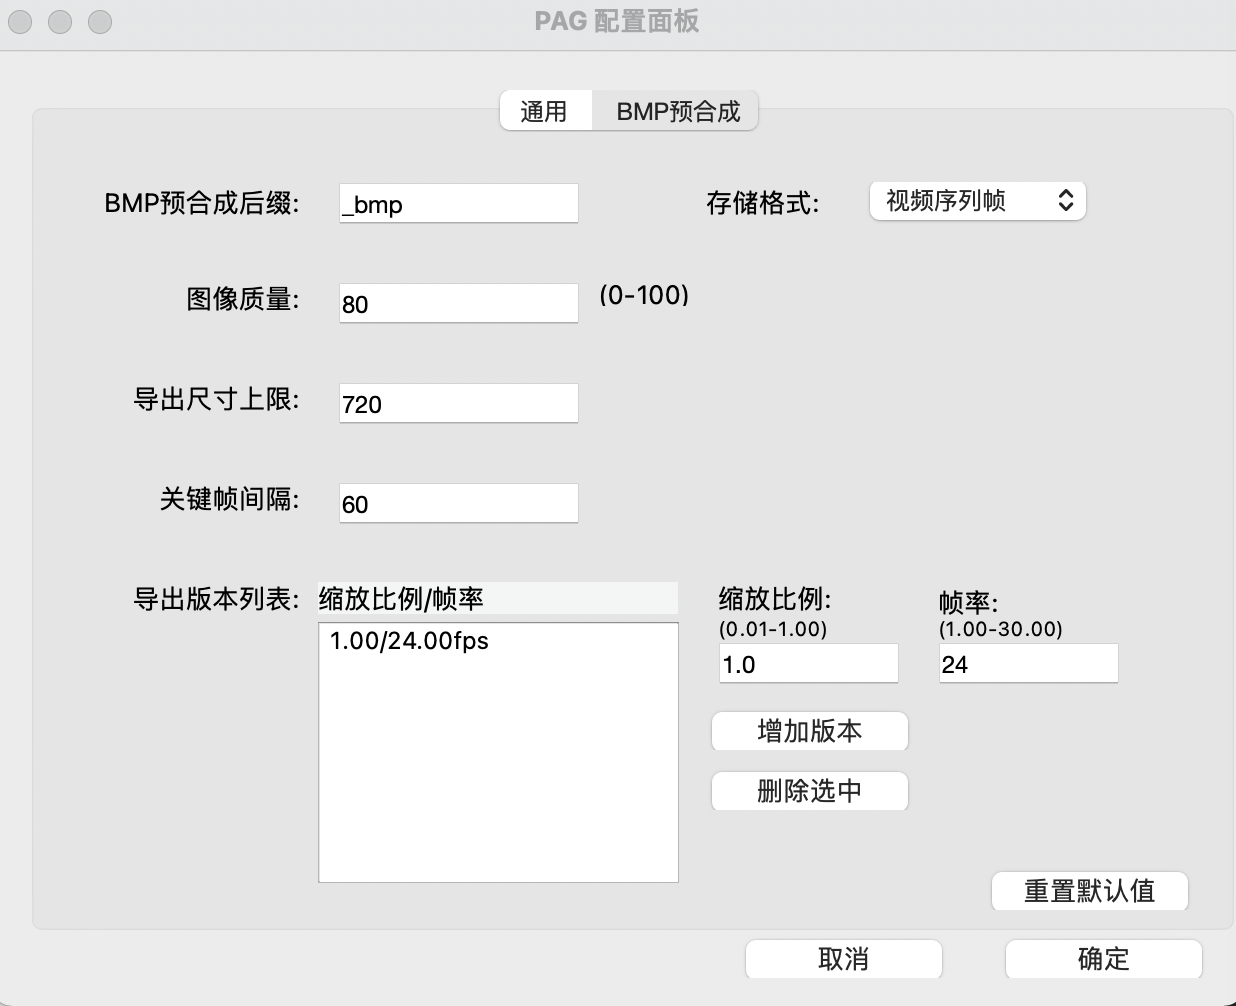 PAG 配置面板
通用 BMP预合成
BMP预合成后缀: _bmp 存储格式: 视频序列帧
图像质量: 80 (0-100)
导出尺寸上限: 720
关键帧间隔: 60
导出版本列表: 缩放比例/帧率 缩放比例: 帧率:
(0.01-1.00) (1.00-30.00)
1.00/24.00fps 1.0 24
增加版本
删除选中
重置默认值
取消 确定